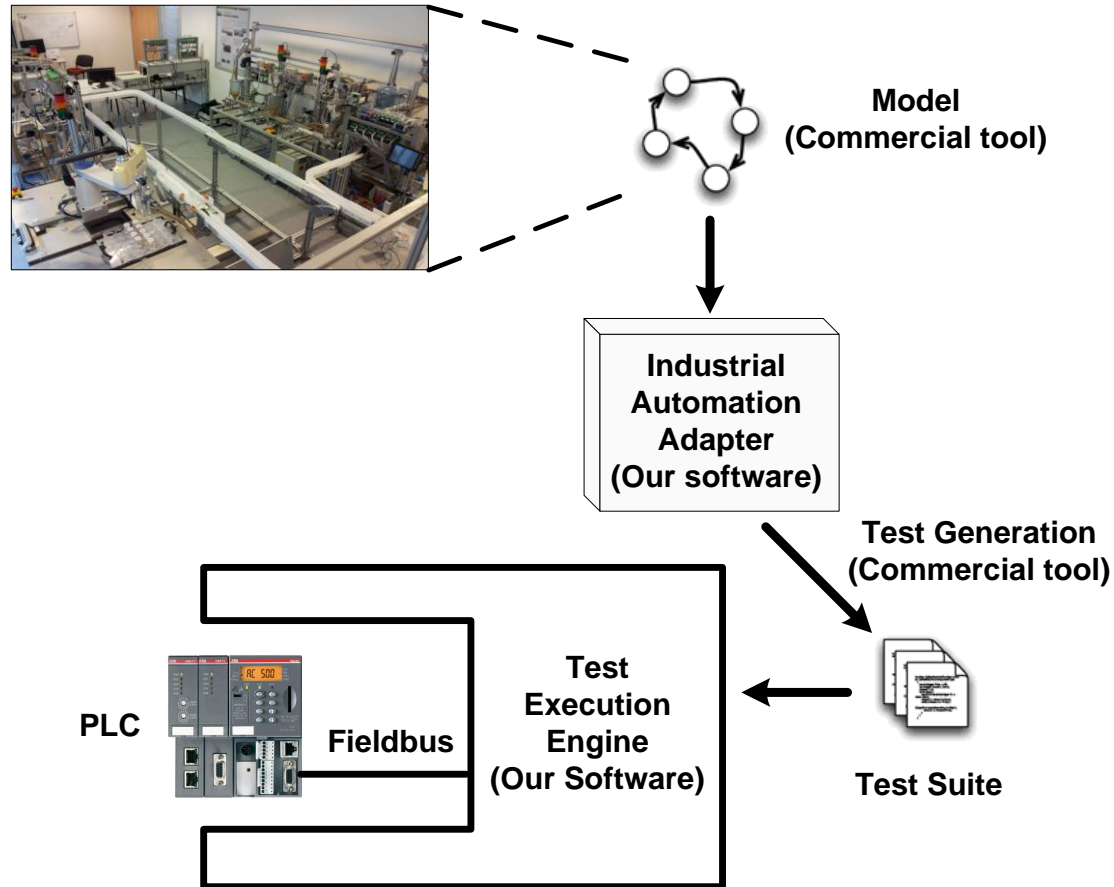 Model
(Commercial tool)
Industrial
Automation
Adapter
(Our software)
Test Generation
(Commercial tool)
Test
Execution
Engine
(Our Software)
PLC
Fieldbus
AC 500
Test Suite